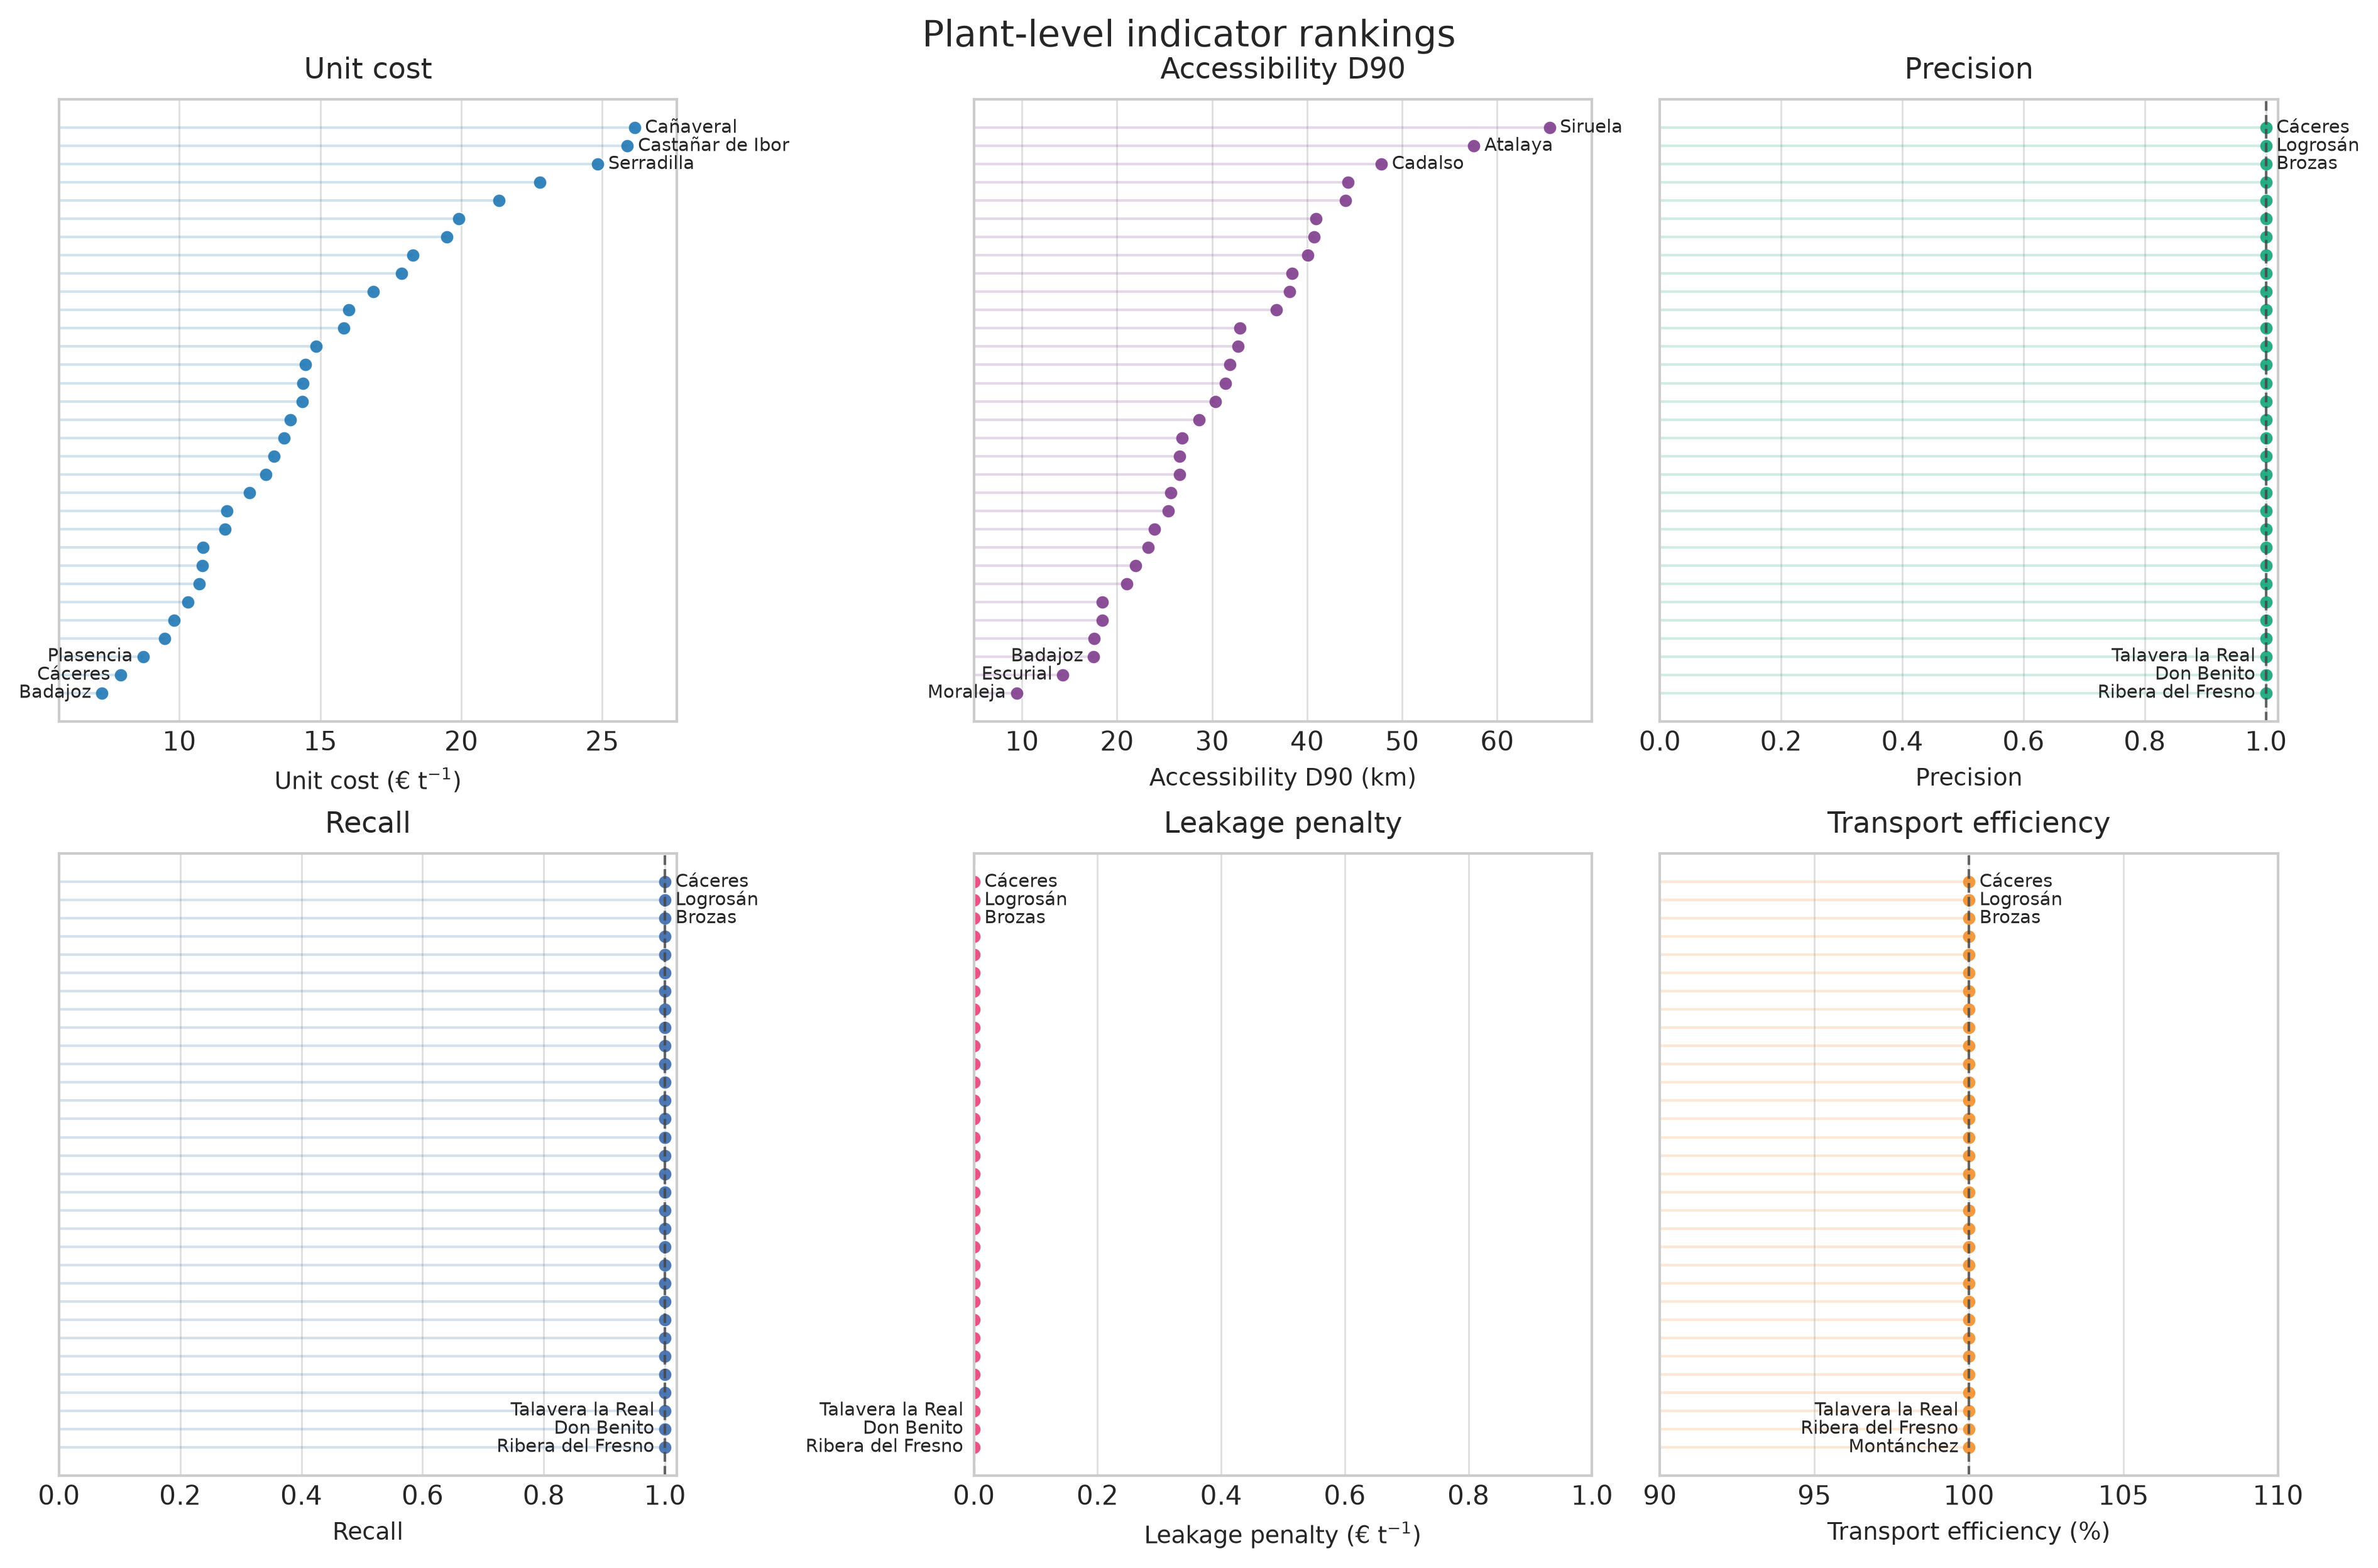 Plant-level indicator rankings
Unit cost
Cañaveral
Castañar de Ibor
Serradilla
Plasencia
Cáceres
Badajoz
10 15 20 25
Unit cost (€ t⁻¹)
Accessibility D90
Siruela
Atalaya
Cadalso
Badajoz
Escurial
Moraleja
10 20 30 40 50 60
Accessibility D90 (km)
Precision
Cáceres
Logrosán
Brozas
Talavera la Real
Don Benito
Ribera del Fresno
0.0 0.2 0.4 0.6 0.8 1.0
Precision
Recall
Cáceres
Logrosán
Brozas
Talavera la Real
Don Benito
Ribera del Fresno
0.0 0.2 0.4 0.6 0.8 1.0
Recall
Leakage penalty
Cáceres
Logrosán
Brozas
Talavera la Real
Don Benito
Ribera del Fresno
0.0 0.2 0.4 0.6 0.8 1.0
Leakage penalty (€ t⁻¹)
Transport efficiency
Cáceres
Logrosán
Brozas
Talavera la Real
Ribera del Fresno
Montánchez
90 95 100 105 110
Transport efficiency (%)